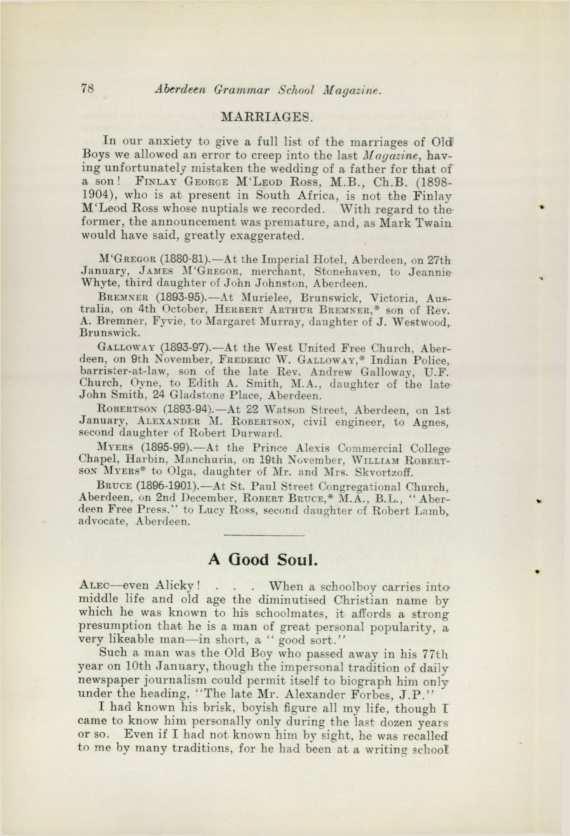 78 Aberdeen Grammar School Magazine.
MARRIAGES.
In our anxiety to give a full list of the marriages of Old
Boys we allowed an error to creep into the last Magazine, hav-
ing unfortunately mistaken the wedding of a father for that of
a son! Finlay George M'Leod Ross, M.B., Ch.B. (1898-
1904), who is at present in South Africa, is not the Finlay
M'Leod Ross whose nuptials we recorded. With regard to the
former, the announcement was premature, and, as Mark Twain
would have said, greatly exaggerated.
M'Gregor (1880-81).—At the Imperial Hotel, Aberdeen, on 27th
January, James M'Gregor, merchant, Stonehaven, to Jeannie
Whyte, third daughter of John Johnston, Aberdeen.
Bremner (1893-95).—At Murielee, Brunswick, Victoria, Aus-
tralia, on 4th October, Herbert Arthur Bremner,* son of Rev.
A. Bremner, Fyvie, to Margaret Murray, daughter of J. Westwood,
Brunswick.
Galloway (1893-97).—At the West United Free Church, Aber-
deen, on 9th November, Frederic W. Galloway,* Indian Police,
barrister-at-law, son of the late Rev. Andrew Galloway, U.F.
Church, Oyne, to Edith A. Smith, M.A., daughter of the late
John Smith, 24 Gladstone Place, Aberdeen.
Robertson (1893-94).—At 22 Watson Street, Aberdeen, on 1st
January, Alexander M. Robertson, civil engineer, to Agnes,
second daughter of Robert Durward.
Myers (1895-99).—At the Prince Alexis Commercial College
Chapel, Harbin, Manchuria, on 19th November, William Robert-
son Myers* to Olga, daughter of Mr. and Mrs. Skvortzoff.
Bruce (1896-1901).—At St. Paul Street Congregational Church,
Aberdeen, on 2nd December, Robert Bruce,* M.A., B.L., "Aber-
deen Free Press," to Lucy Ross, second daughter of Robert Lamb,
advocate, Aberdeen.
A Good Soul.
Alec—even Alicky! . . . When a schoolboy carries into
middle life and old age the diminutised Christian name by
which he was known to his schoolmates, it affords a strong
presumption that he is a man of great personal popularity, a
very likeable man—in short, a "good sort."
Such a man was the Old Boy who passed away in his 77th
year on 10th January, though the impersonal tradition of daily
newspaper journalism could permit itself to biograph him only
under the heading, "The late Mr. Alexander Forbes, J.P."
I had known his brisk, boyish figure all my life, though I
came to know him personally only during the last dozen years
or so. Even if I had not known him by sight, he was recalled
to me by many traditions, for he had been at a writing school